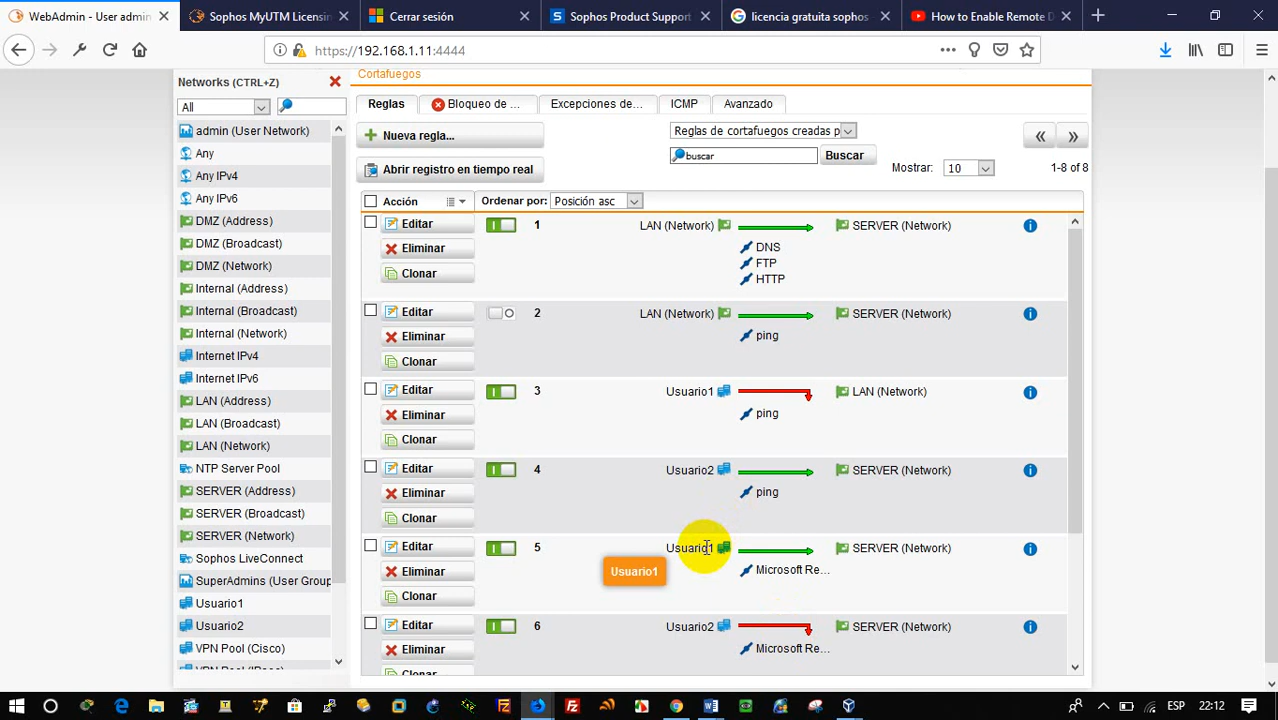 WebAdmin - User admin
Sophos MyUTM Licensin
Cerrar sesión
Sophos Product Support
licencia gratuita sophos
How to Enable Remote D
https://192.168.1.11:4444
Networks (CTRL+Z)
All
admin (User Network)
Any
Any IPv4
Any IPv6
DMZ (Address)
DMZ (Broadcast)
DMZ (Network)
Internal (Address)
Internal (Broadcast)
Internal (Network)
Internet IPv4
Internet IPv6
LAN (Address)
LAN (Broadcast)
LAN (Network)
NTP Server Pool
SERVER (Address)
SERVER (Broadcast)
SERVER (Network)
Sophos LiveConnect
SuperAdmins (User Group
Usuario1
Usuario2
VPN Pool (Cisco)
VPN Pool (IPsec)
Cortafuegos
Reglas
Bloqueo de ...
Excepciones de...
ICMP
Avanzado
Nueva regla...
Abrir registro en tiempo real
Reglas de cortafuegos creadas p
buscar
Buscar
Mostrar: 10
1-8 of 8
Acción
Ordenar por: Posición asc
Editar
Eliminar
Clonar
1
LAN (Network)
SERVER (Network)
DNS
FTP
HTTP
Editar
Eliminar
Clonar
2
LAN (Network)
SERVER (Network)
ping
Editar
Eliminar
Clonar
3
Usuario1
LAN (Network)
ping
Editar
Eliminar
Clonar
4
Usuario2
SERVER (Network)
ping
Editar
Eliminar
Clonar
5
Usuario1
SERVER (Network)
Microsoft Re...
Usuario1
Editar
Eliminar
Clonar
6
Usuario2
SERVER (Network)
Microsoft Re...
ESP
22:12